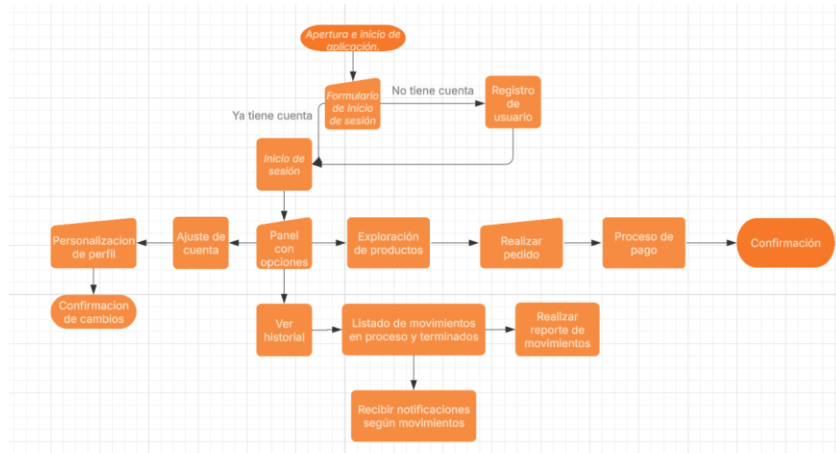 Apertura e inicio de
aplicación.
No tiene cuenta
Formulario
de Inicio
de sesión
Registro
de
usuario
Ya tiene cuenta
Inicio de
sesión
Personalizacion
de perfil
Ajuste de
cuenta
Panel
con
opciones
Exploración
de productos
Realizar
pedido
Proceso de
pago
Confirmación
Confirmacion
de cambios
Ver
historial
Listado de movimientos
en proceso y terminados
Realizar
reporte de
movimientos
Recibir notificaciones
según movimientos